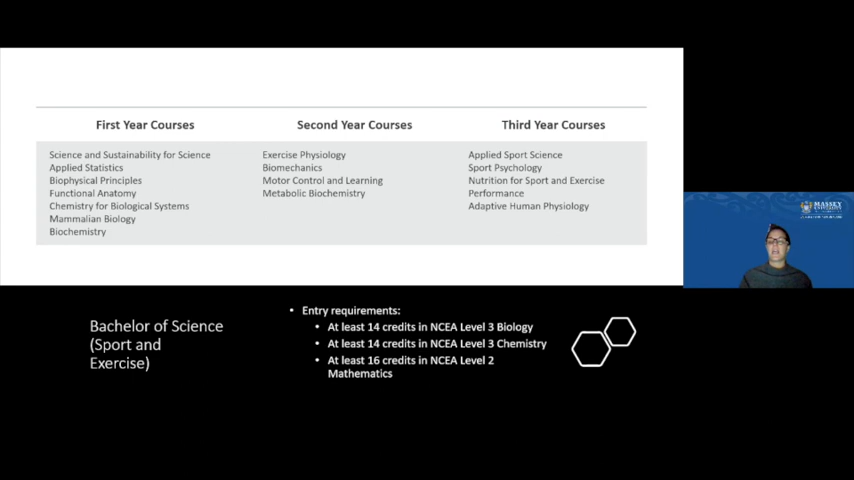 First Year Courses
Second Year Courses
Third Year Courses
Science and Sustainability for Science
Applied Statistics
Biophysical Principles
Functional Anatomy
Chemistry for Biological Systems
Mammalian Biology
Biochemistry
Exercise Physiology
Biomechanics
Motor Control and Learning
Metabolic Biochemistry
Applied Sport Science
Sport Psychology
Nutrition for Sport and Exercise
Performance
Adaptive Human Physiology
MASSEY
UNIVERSITY
Bachelor of Science
(Sport and
Exercise)
• Entry requirements:
• At least 14 credits in NCEA Level 3 Biology
• At least 14 credits in NCEA Level 3 Chemistry
• At least 16 credits in NCEA Level 2
Mathematics